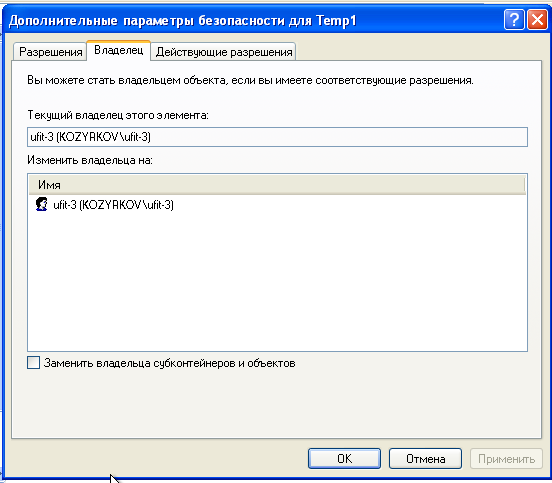 Дополнительные параметры безопасности для Temp1
Разрешения Владелец Действующие разрешения
Вы можете стать владельцем объекта, если вы имеете соответствующие разрешения.
Текущий владелец этого элемента:
ufit-3 (KOZYRKOV\ufit-3)
Изменить владельца на:
Имя
ufit-3 (KOZYRKOV\ufit-3)
Заменить владельца субконтейнеров и объектов
OK Отмена Применить